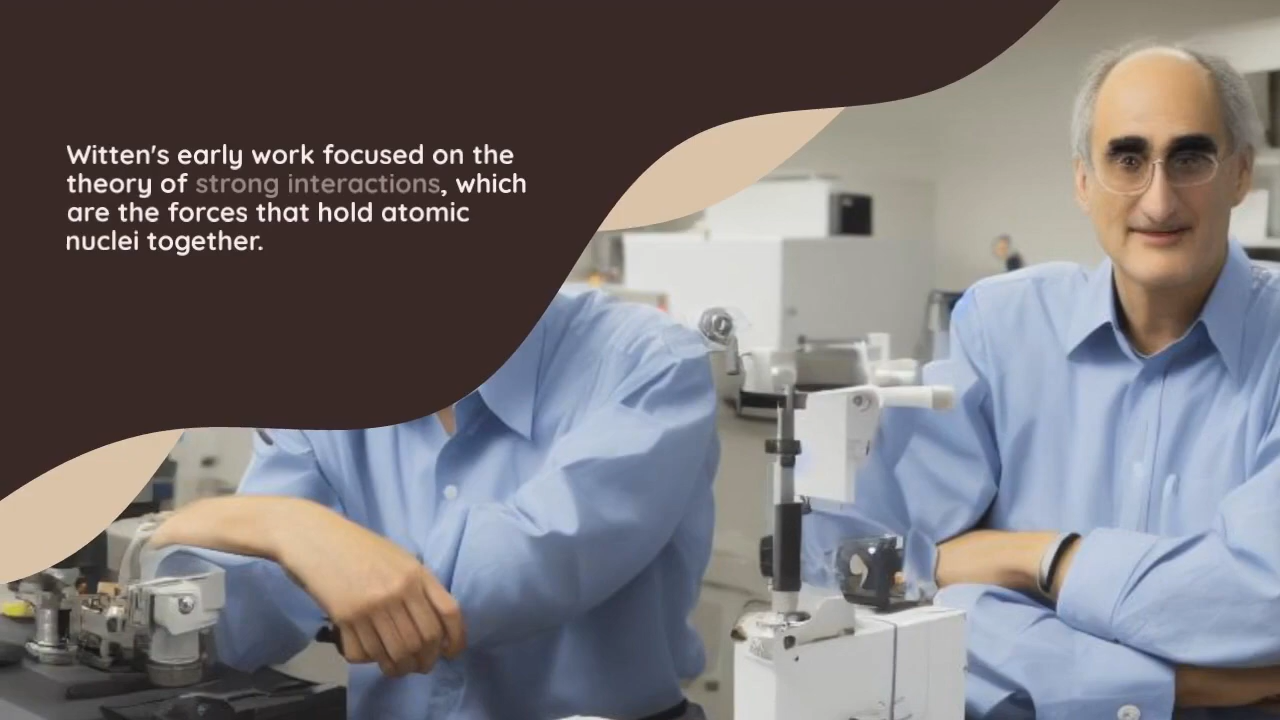 Witten's early work focused on the
theory of strong interactions, which
are the forces that hold atomic
nuclei together.